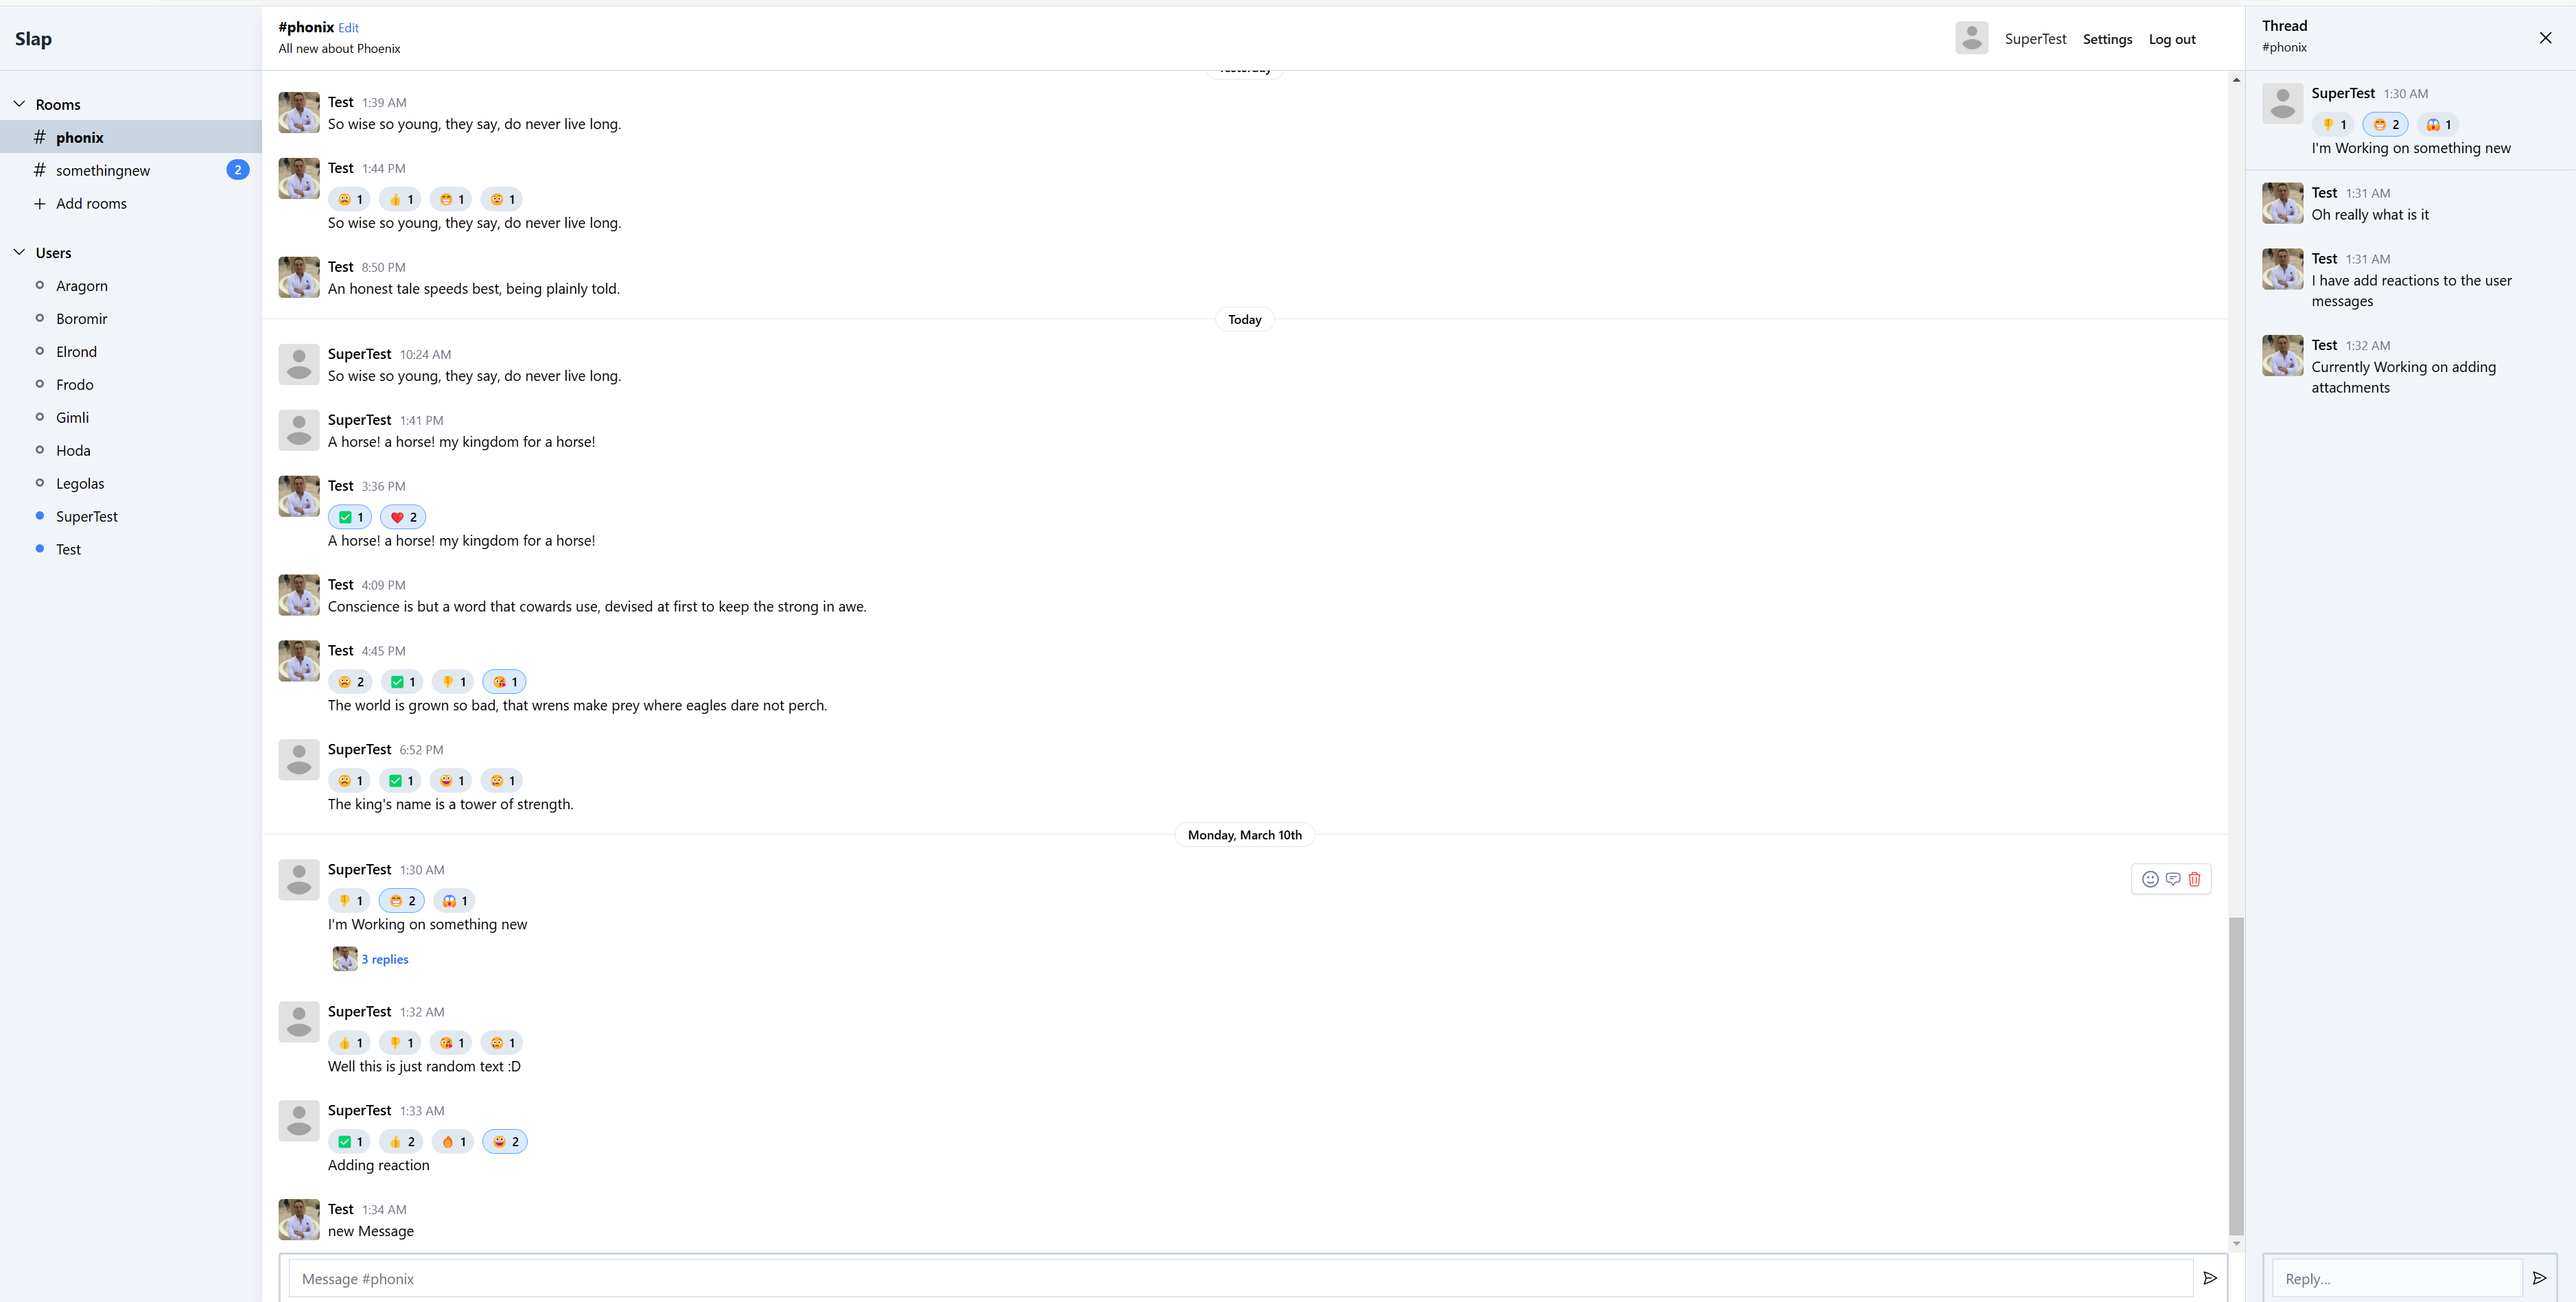 Slap
Rooms
# phonix
# somethingnew 2
+ Add rooms
Users
Aragorn
Boromir
Elrond
Frodo
Gimli
Hoda
Legolas
SuperTest
Test
#phonix Edit
All new about Phoenix
SuperTest Settings Log out
Yesterday
Test 1:39 AM
So wise so young, they say, do never live long.
Test 1:44 PM
1 1 1 1
So wise so young, they say, do never live long.
Test 8:50 PM
An honest tale speeds best, being plainly told.
Today
SuperTest 10:24 AM
So wise so young, they say, do never live long.
SuperTest 1:41 PM
A horse! a horse! my kingdom for a horse!
Test 3:36 PM
1 2
A horse! a horse! my kingdom for a horse!
Test 4:09 PM
Conscience is but a word that cowards use, devised at first to keep the strong in awe.
Test 4:45 PM
2 1 1 1
The world is grown so bad, that wrens make prey where eagles dare not perch.
SuperTest 6:52 PM
1 1 1 1
The king's name is a tower of strength.
Monday, March 10th
SuperTest 1:30 AM
1 2 1
I'm Working on something new
3 replies
SuperTest 1:32 AM
1 1 1 1
Well this is just random text :D
SuperTest 1:33 AM
1 2 1 2
Adding reaction
Test 1:34 AM
new Message
Message #phonix
Thread
#phonix
SuperTest 1:30 AM
1 2 1
I'm Working on something new
Test 1:31 AM
Oh really what is it
Test 1:31 AM
I have add reactions to the user
messages
Test 1:32 AM
Currently Working on adding
attachments
Reply...